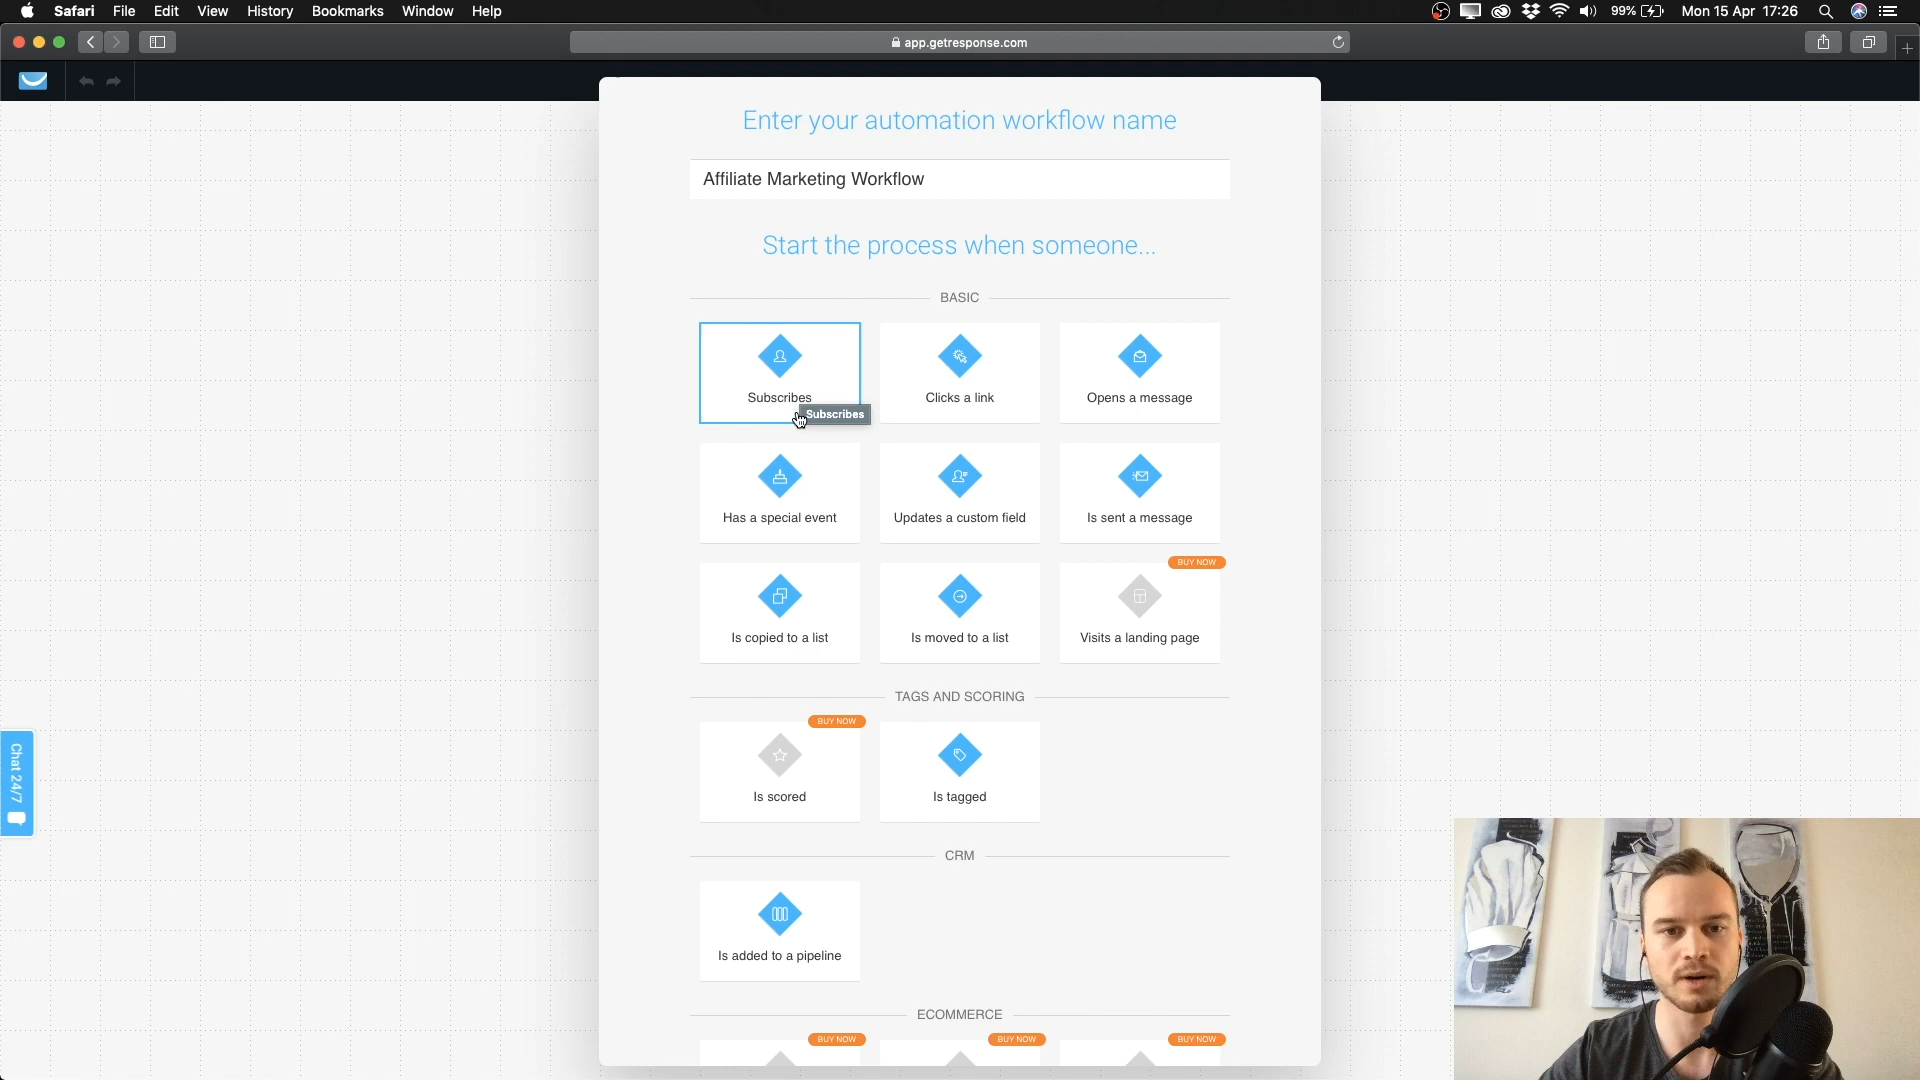 Safari File Edit View History Bookmarks Window Help
99% Mon 15 Apr 17:26
app.getresponse.com
Enter your automation workflow name
Affiliate Marketing Workflow
Start the process when someone...
BASIC
Subscribes Clicks a link Opens a message
Subscribes
Has a special event Updates a custom field Is sent a message
BUY NOW
Is copied to a list Is moved to a list Visits a landing page
TAGS AND SCORING
BUY NOW
Is scored Is tagged
Chat 24/7
CRM
Is added to a pipeline
ECOMMERCE
BUY NOW BUY NOW BUY NOW